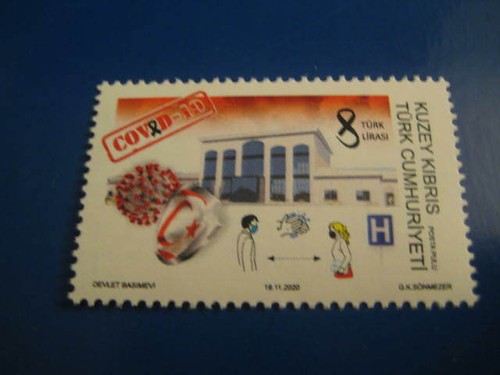 COVID-19
8 TÜRK
LİRASI
KUZEY KIBRIS
TÜRK CUMHURİYETİ
POSTA PULU
H
DEVLET BASIMEVİ
18.11.2020
G.K.SÖNMEZER